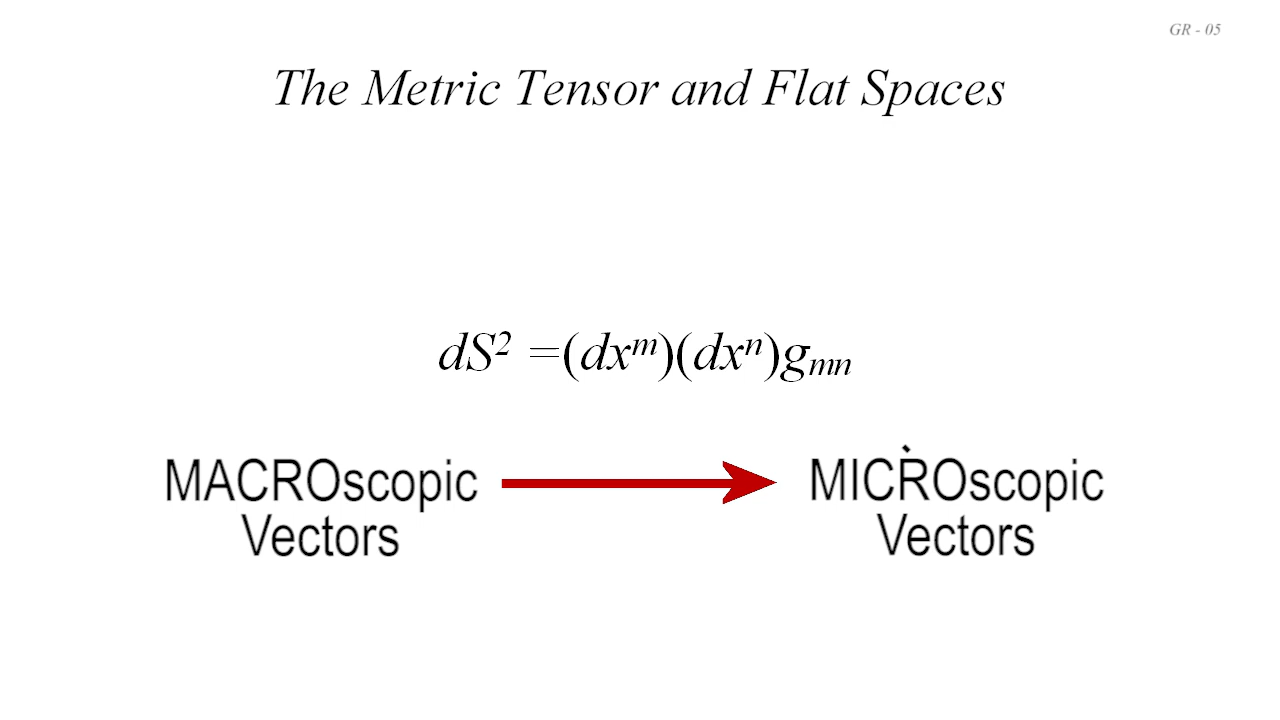 GR - 05
The Metric Tensor and Flat Spaces
dS² =(dxᵐ)(dxⁿ)gₘₙ
MACROscopic MICROscopic
Vectors Vectors